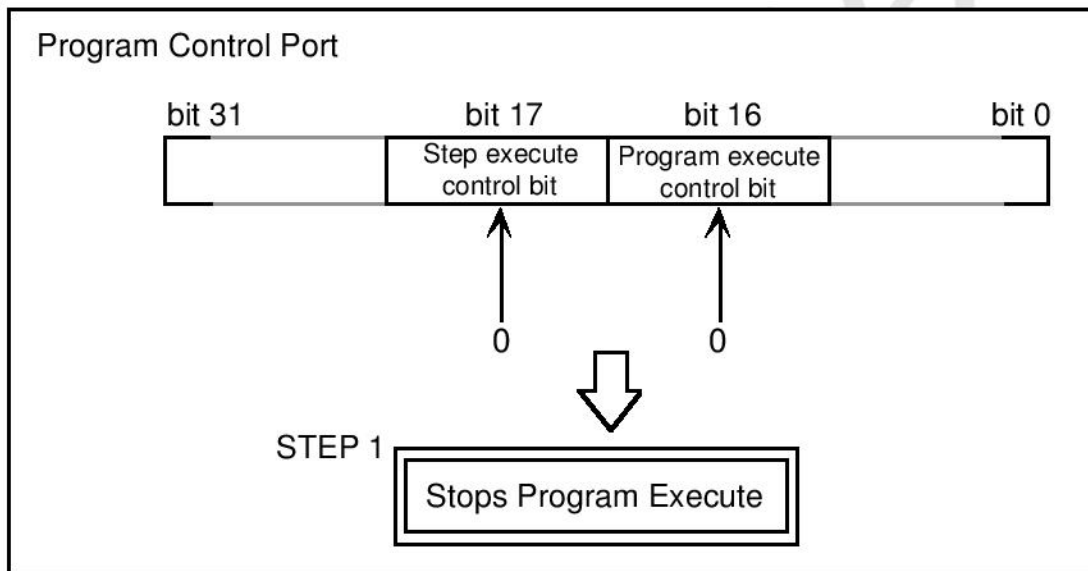 Program Control Port
bit 31 bit 17 bit 16 bit 0
Step execute control bit
Program execute control bit
0 0
STEP 1
Stops Program Execute